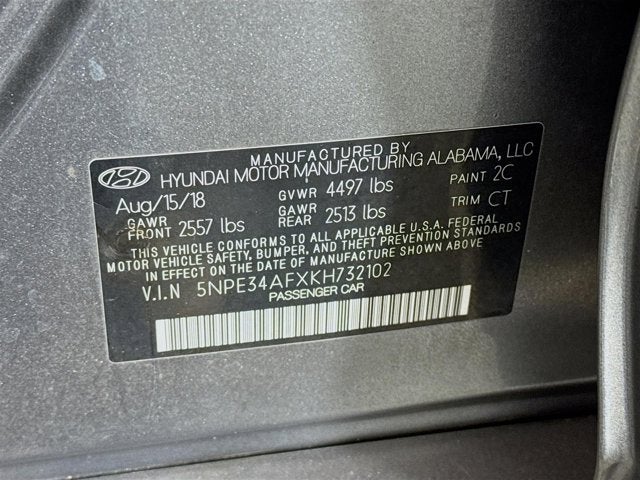 MANUFACTURED BY
HYUNDAI MOTOR MANUFACTURING ALABAMA, LLC
Aug/15/18 GVWR 4497 lbs PAINT 2C
GAWR FRONT 2557 lbs GAWR REAR 2513 lbs TRIM CT
THIS VEHICLE CONFORMS TO ALL APPLICABLE U.S.A. FEDERAL
MOTOR VEHICLE SAFETY, BUMPER, AND THEFT PREVENTION STANDARDS
IN EFFECT ON THE DATE OF MANUFACTURE SHOWN ABOVE
V.I.N 5NPE34AFXKH732102
PASSENGER CAR